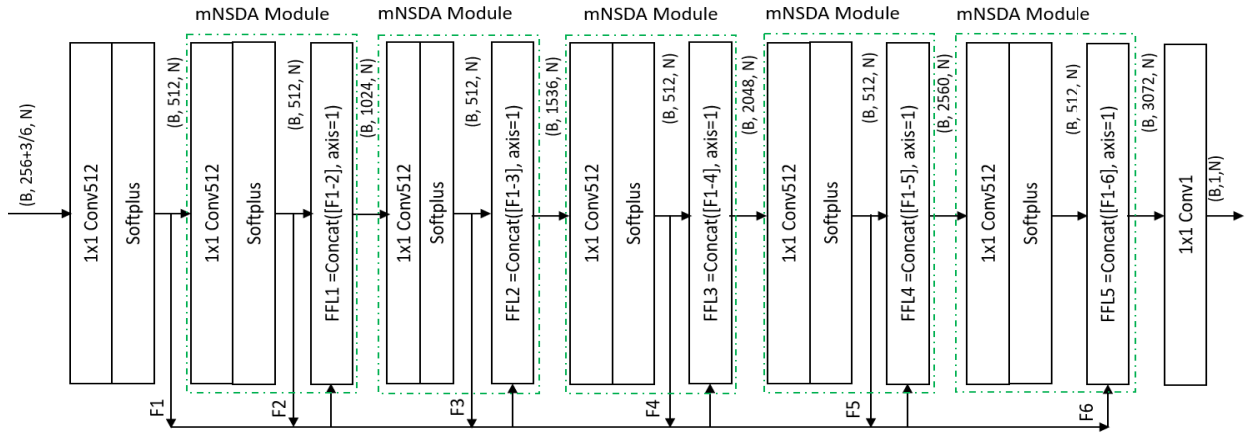 mNSDA Module
mNSDA Module
mNSDA Module
mNSDA Module
mNSDA Module
(B, 256+3/6, N)
1x1 Conv512
Softplus
(B, 512, N)
1x1 Conv512
Softplus
(B, 512, N)
FFL1 =Concat([F1-2], axis=1)
(B, 1024, N)
1x1 Conv512
Softplus
(B, 512, N)
FFL2 =Concat([F1-3], axis=1)
(B, 1536, N)
1x1 Conv512
Softplus
(B, 512, N)
FFL3 =Concat([F1-4], axis=1)
(B, 2048, N)
1x1 Conv512
Softplus
(B, 512, N)
FFL4 =Concat([F1-5], axis=1)
(B, 2560, N)
1x1 Conv512
Softplus
(B, 512, N)
FFL5 =Concat([F1-6], axis=1)
(B, 3072, N)
1x1 Conv1
(B,1,N)
F1
F2
F3
F4
F5
F6